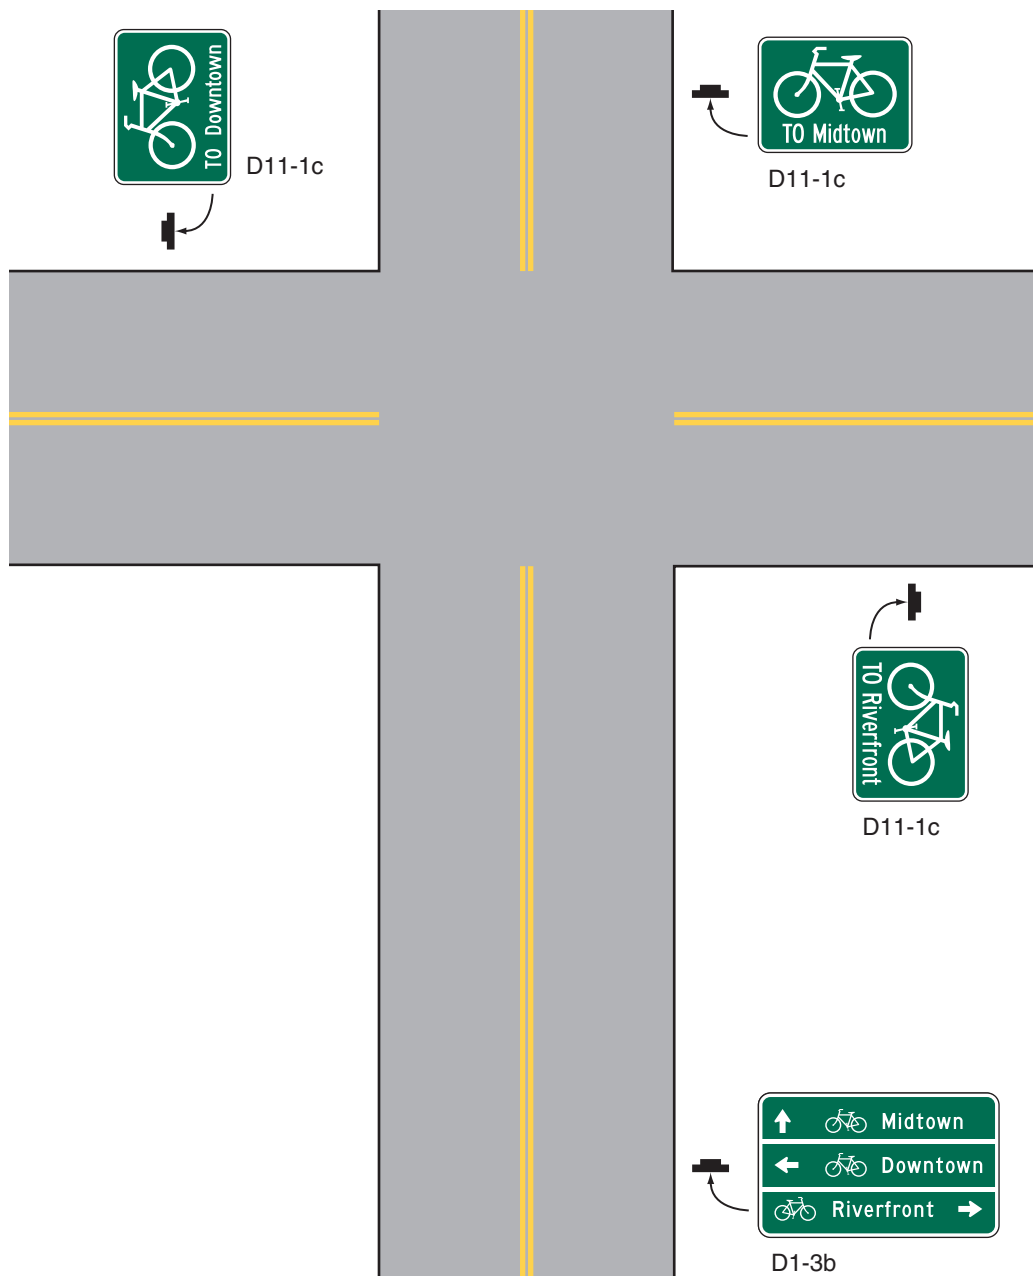 TO Downtown
D11-1c
TO Midtown
D11-1c
TO Riverfront
D11-1c
Midtown
Downtown
Riverfront
D1-3b